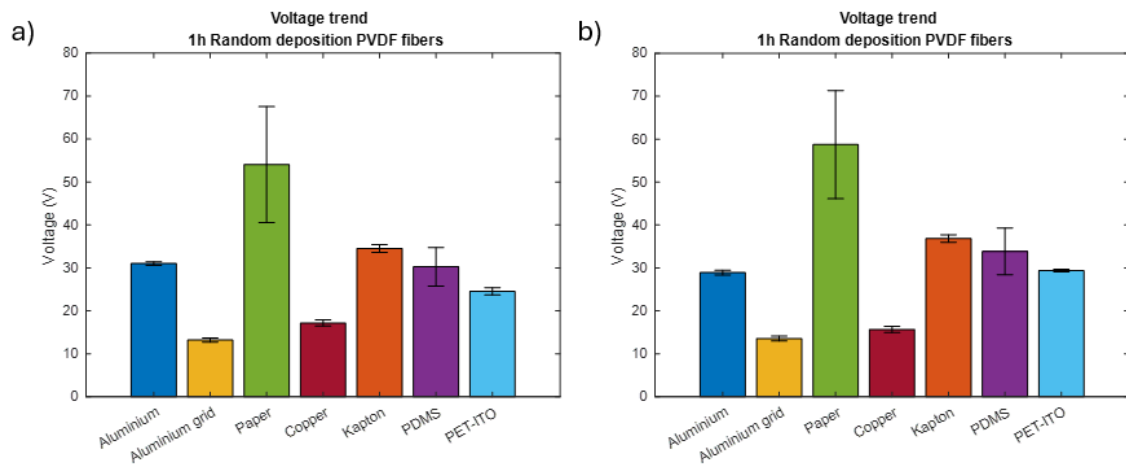 a)
Voltage trend
1h Random deposition PVDF fibers
Voltage (V)
80
70
60
50
40
30
20
10
0
Aluminium
Aluminium grid
Paper
Copper
Kapton
PDMS
PET-ITO
b)
Voltage trend
1h Random deposition PVDF fibers
Voltage (V)
80
70
60
50
40
30
20
10
0
Aluminium
Aluminium grid
Paper
Copper
Kapton
PDMS
PET-ITO